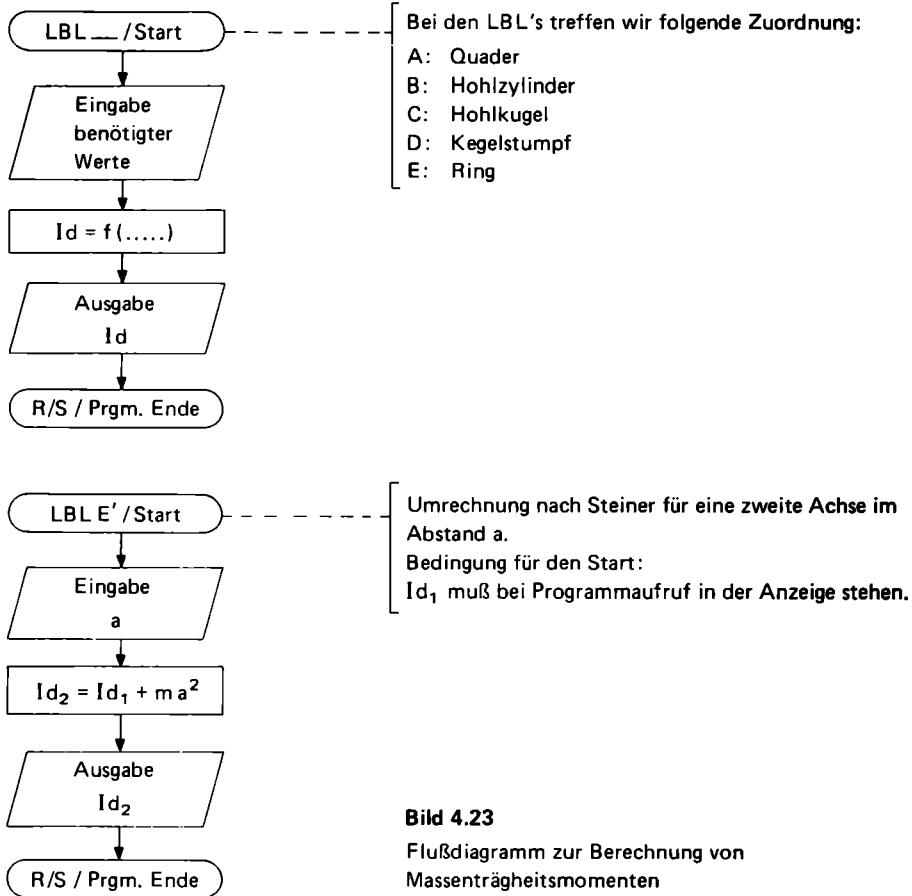 LBL __ / Start
Eingabe
benötigter
Werte
Id = f (.....)
Ausgabe
Id
R/S / Prgm. Ende
Bei den LBL's treffen wir folgende Zuordnung:
A: Quader
B: Hohlzylinder
C: Hohlkugel
D: Kegelstumpf
E: Ring
LBL E′ / Start
Eingabe
a
Id₂ = Id₁ + m a²
Ausgabe
Id₂
R/S / Prgm. Ende
Umrechnung nach Steiner für eine zweite Achse im
Abstand a.
Bedingung für den Start:
Id₁ muß bei Programmaufruf in der Anzeige stehen.
Bild 4.23
Flußdiagramm zur Berechnung von
Massenträgheitsmomenten